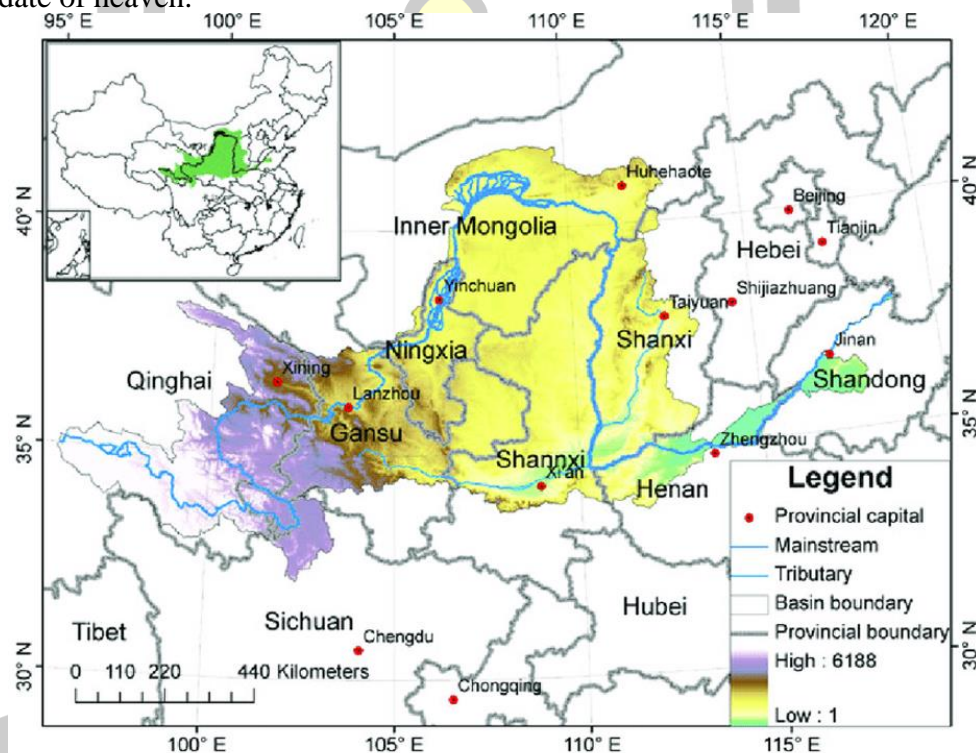 date of heaven.
95° E 100° E 105° E 110° E 115° E 120° E
Huhehaote
Beijing
40° N
40° N
Inner Mongolia
Tianjin
Hebei
Yinchuan
Shijiazhuang
Taiyuan
Ningxia
Shanxi
Jinan
Xining
Qinghai
Shandong
Lanzhou
35° N
35° N
Gansu
Zhengzhou
Shannxi
Xi'an
Henan
Legend
Provincial capital
Mainstream
Tributary
Basin boundary
Provincial boundary
High : 6188
Low : 1
Hubei
Sichuan
Tibet
Chengdu
30° N
30° N
0 110 220 440 Kilometers
Chongqing
100° E 105° E 110° E 115° E